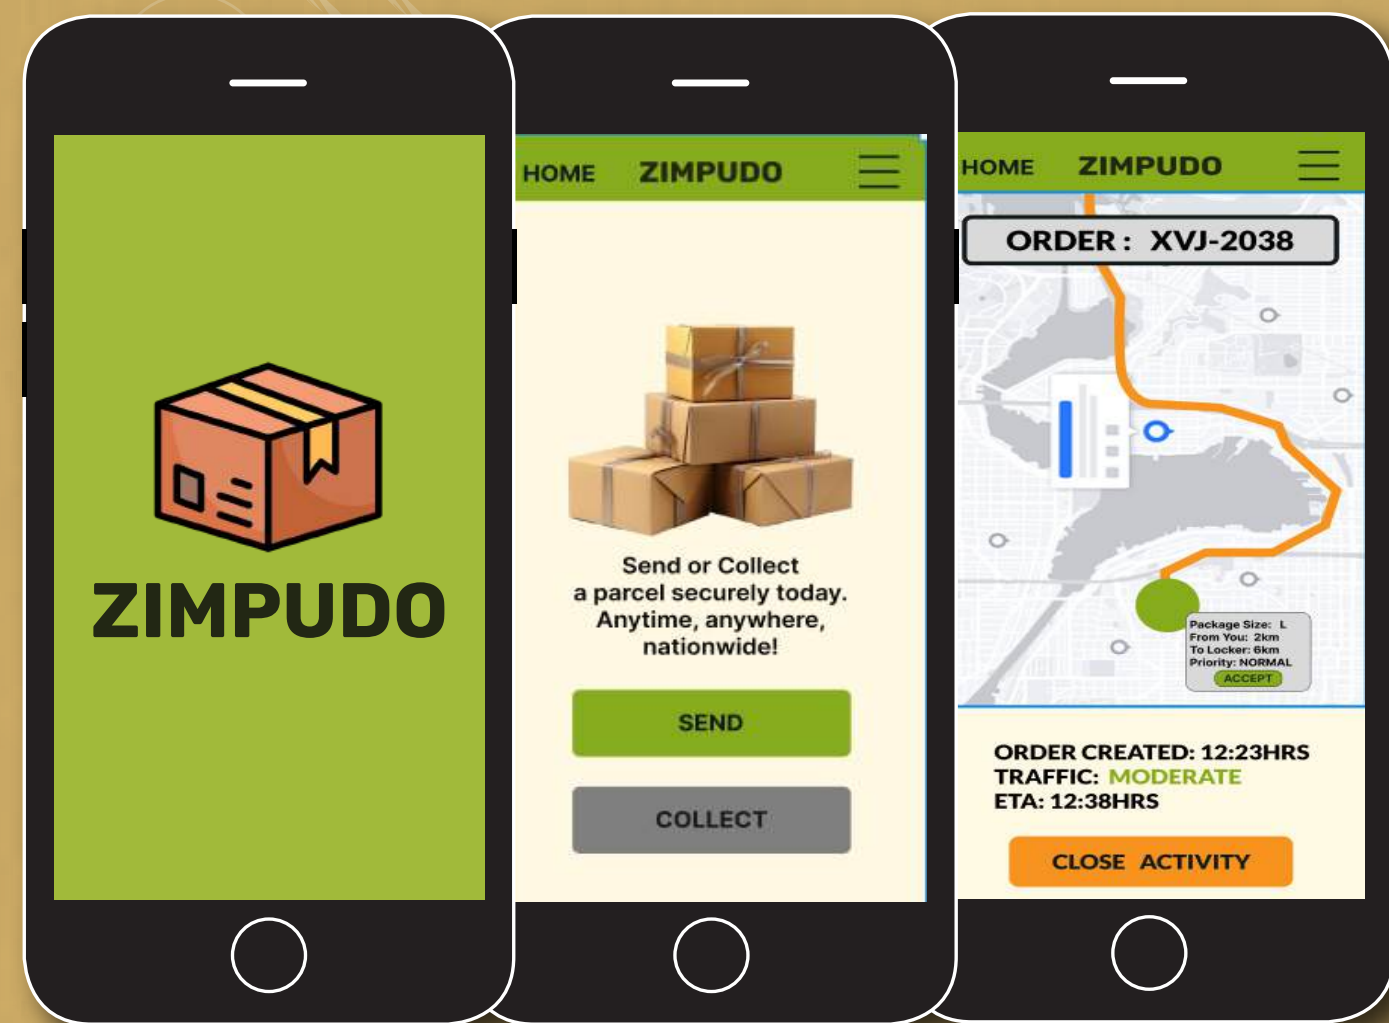 ZIMPUDO
HOME ZIMPUDO
Send or Collect
a parcel securely today.
Anytime, anywhere,
nationwide!
SEND
COLLECT
HOME ZIMPUDO
ORDER : XVJ-2038
Package Size: L
From You: 2km
To Locker: 6km
Priority: NORMAL
ACCEPT
ORDER CREATED: 12:23HRS
TRAFFIC: MODERATE
ETA: 12:38HRS
CLOSE ACTIVITY